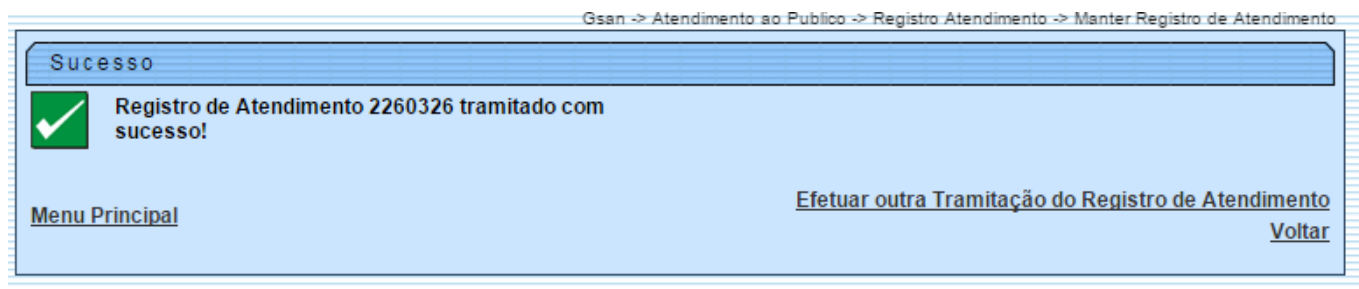 Gsan -> Atendimento ao Publico -> Registro Atendimento -> Manter Registro de Atendimento
Sucesso
Registro de Atendimento 2260326 tramitado com
sucesso!
Efetuar outra Tramitação do Registro de Atendimento
Menu Principal
Voltar